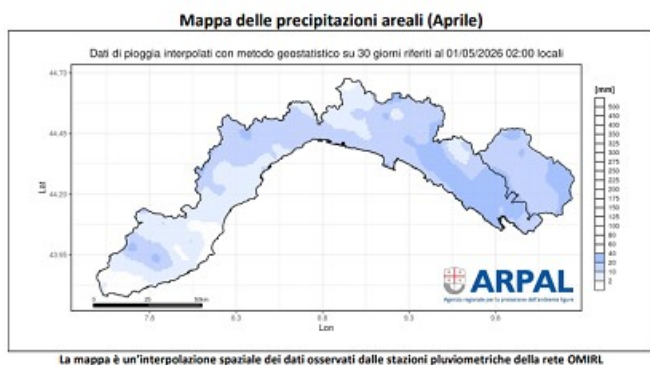 Mappa delle precipitazioni areali (Aprile)
Dati di pioggia interpolati con metodo geostatistico su 30 giorni riferiti al 01/05/2026 02:00 locali
[mm]
44.70
44.45
44.20
43.95
Lat
500
450
400
350
325
300
275
250
225
200
175
150
125
100
80
60
40
20
10
2
ARPAL
Agenzia regionale per la protezione dell'ambiente ligure
0 25 50km
7.8 8.3 8.8 9.3 9.8
Lon
La mappa è un'interpolazione spaziale dei dati osservati dalle stazioni pluviometriche della rete OMIRL